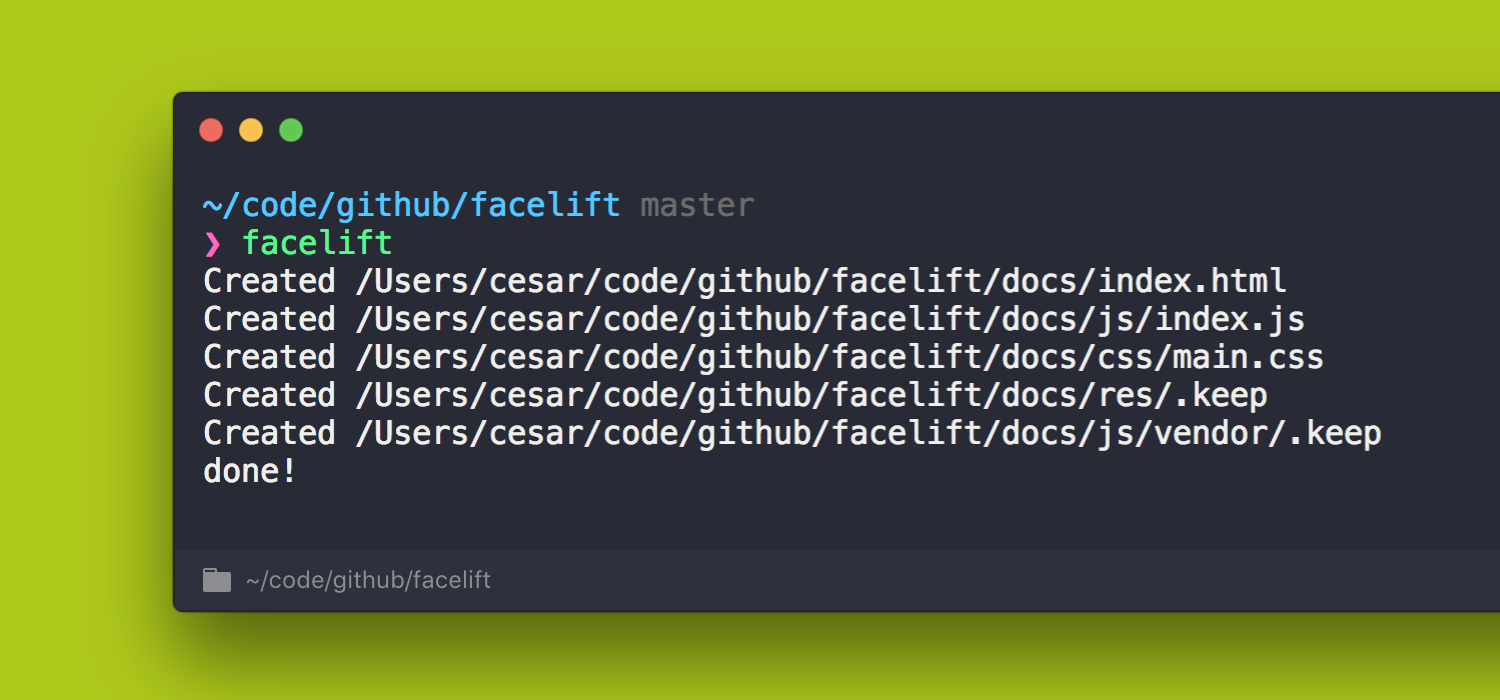 ~/code/github/facelift master
❯ facelift
Created /Users/cesar/code/github/facelift/docs/index.html
Created /Users/cesar/code/github/facelift/docs/js/index.js
Created /Users/cesar/code/github/facelift/docs/css/main.css
Created /Users/cesar/code/github/facelift/docs/res/.keep
Created /Users/cesar/code/github/facelift/docs/js/vendor/.keep
done!
~/code/github/facelift